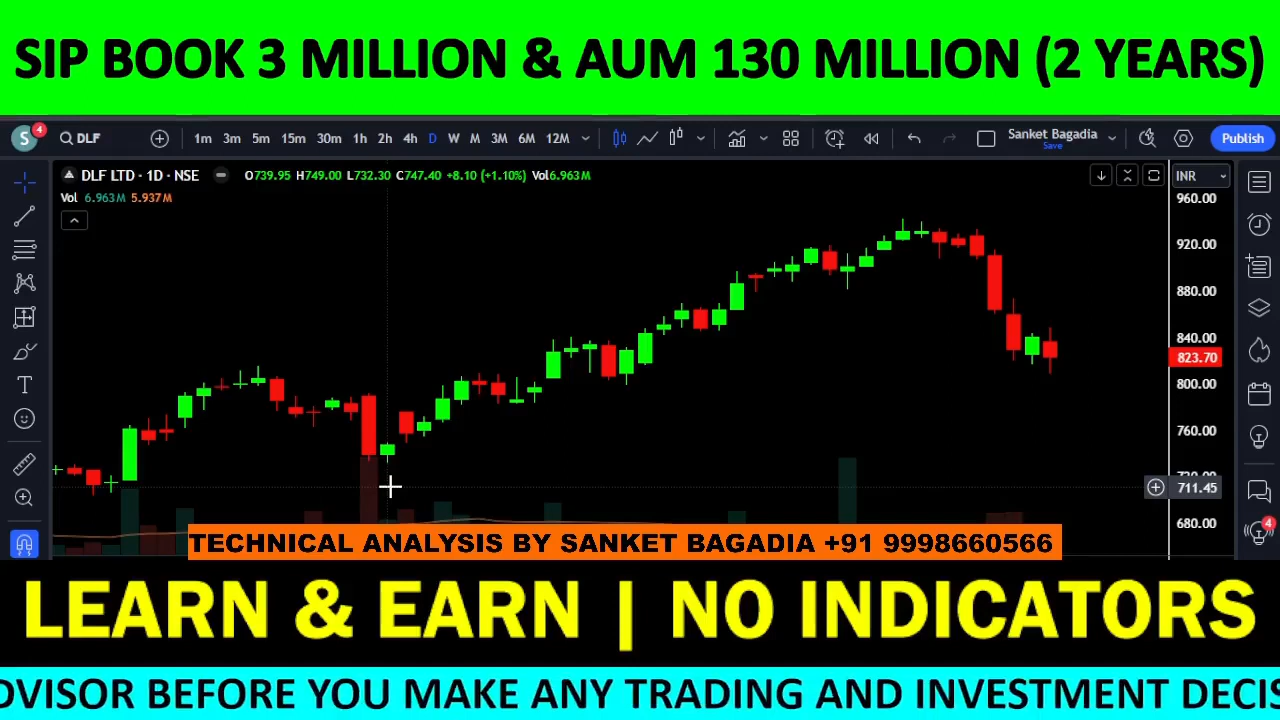 SIP BOOK 3 MILLION & AUM 130 MILLION (2 YEARS)
S 4 DLF 1m 3m 5m 15m 30m 1h 2h 4h D W M 3M 6M 12M Sanket Bagadia Save Publish
DLF LTD · 1D · NSE O739.95 H749.00 L732.30 C747.40 +8.10 (+1.10%) Vol6.963M INR
Vol 6.963M 5.937M
960.00
920.00
880.00
840.00
823.70
800.00
760.00
711.45
680.00
4
TECHNICAL ANALYSIS BY SANKET BAGADIA +91 9998660566
LEARN & EARN | NO INDICATORS
DVISOR BEFORE YOU MAKE ANY TRADING AND INVESTMENT DECIS